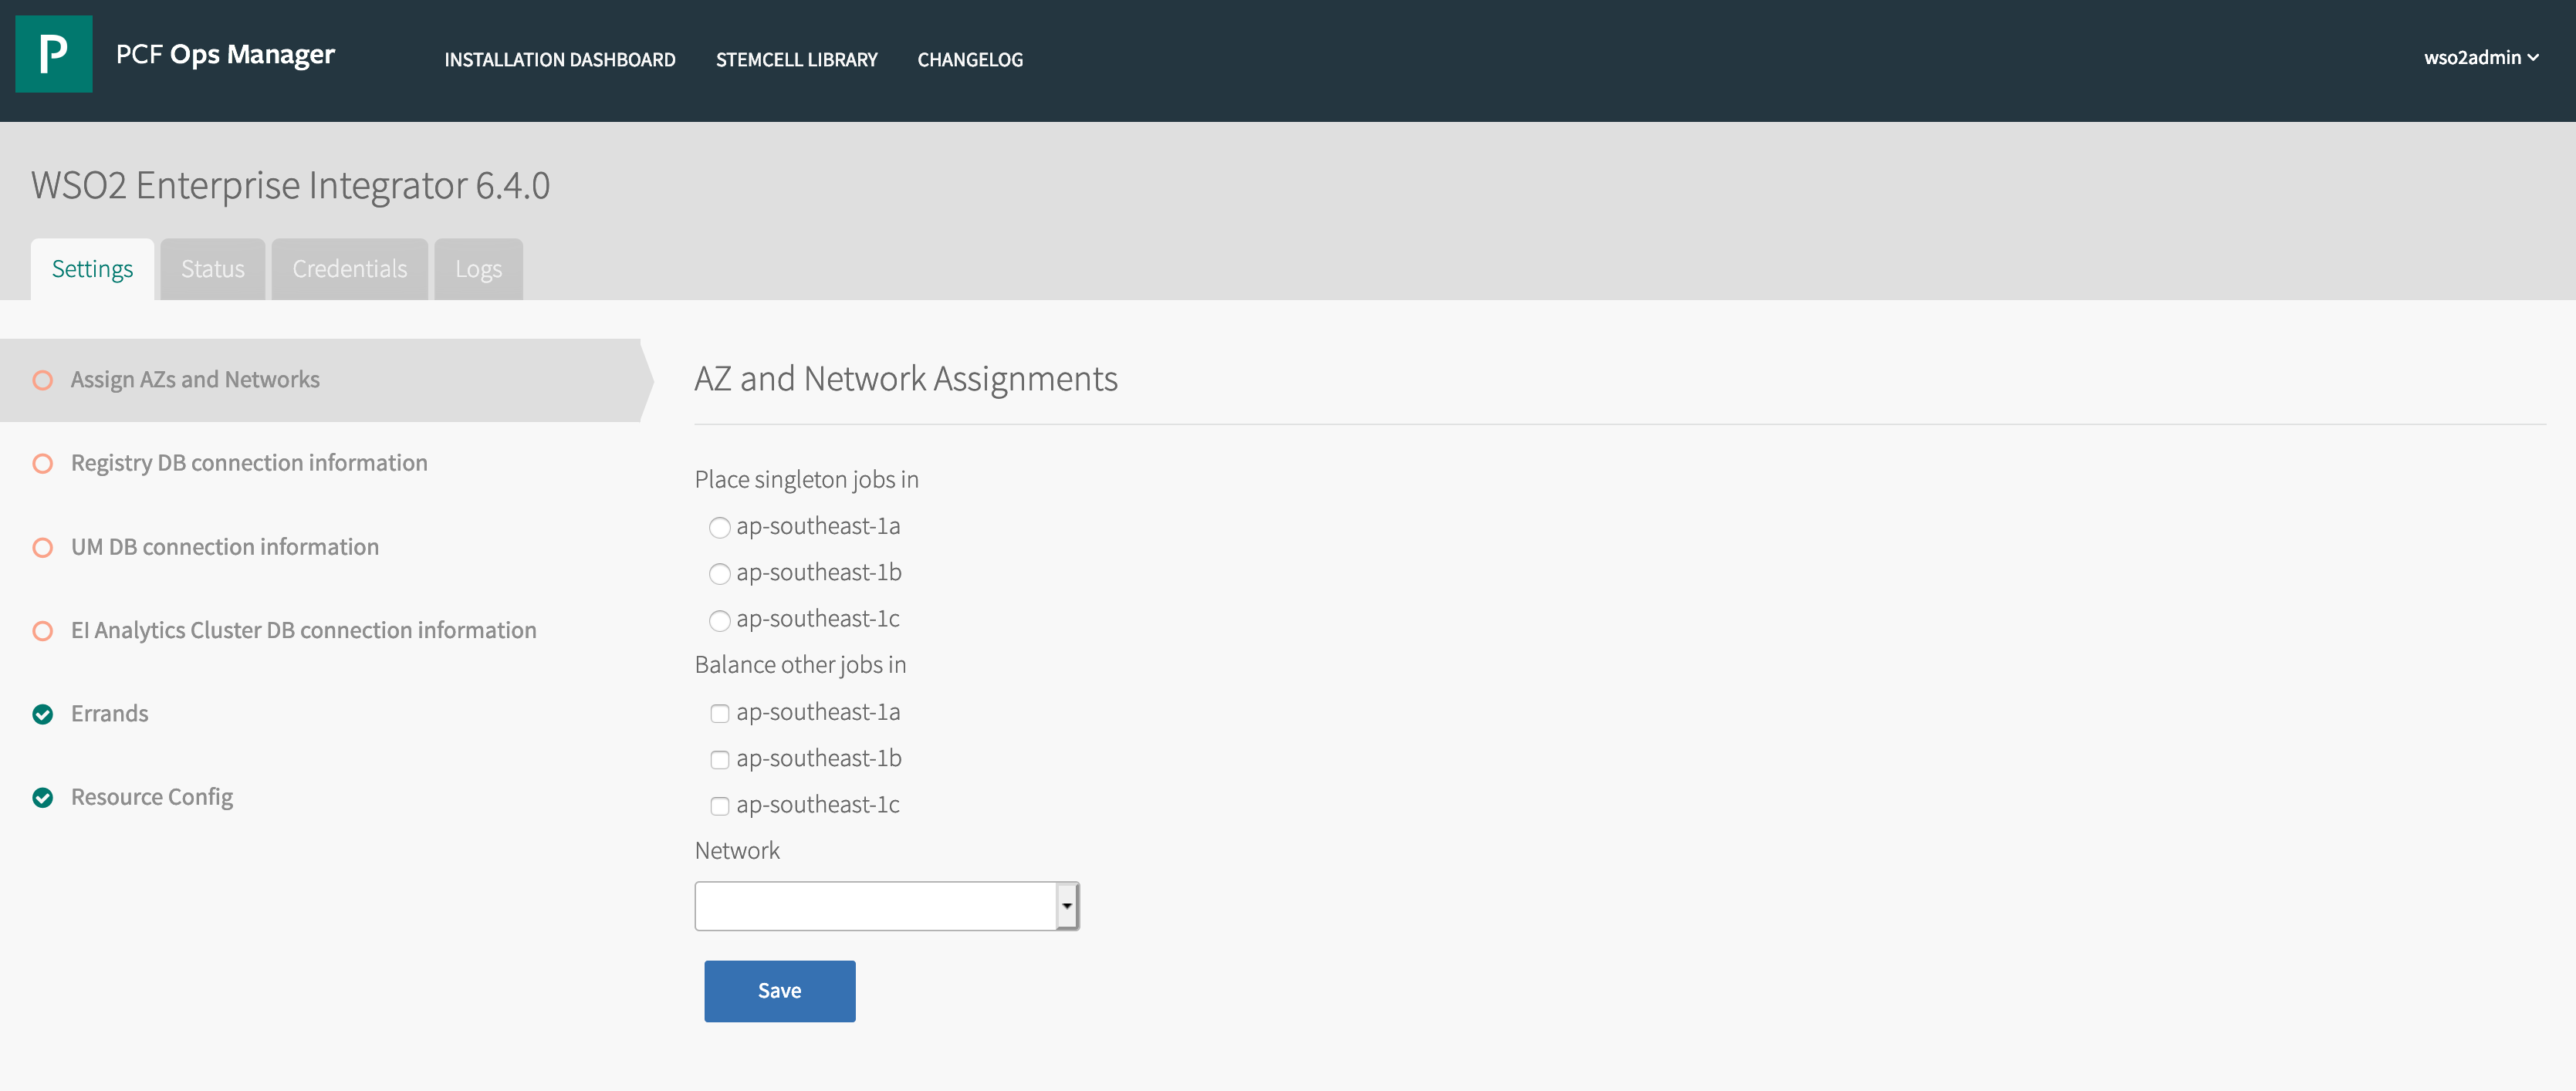 P
PCF Ops Manager
INSTALLATION DASHBOARD
STEMCELL LIBRARY
CHANGELOG
wso2admin
WSO2 Enterprise Integrator 6.4.0
Settings
Status
Credentials
Logs
Assign AZs and Networks
Registry DB connection information
UM DB connection information
EI Analytics Cluster DB connection information
Errands
Resource Config
AZ and Network Assignments
Place singleton jobs in
ap-southeast-1a
ap-southeast-1b
ap-southeast-1c
Balance other jobs in
ap-southeast-1a
ap-southeast-1b
ap-southeast-1c
Network
Save